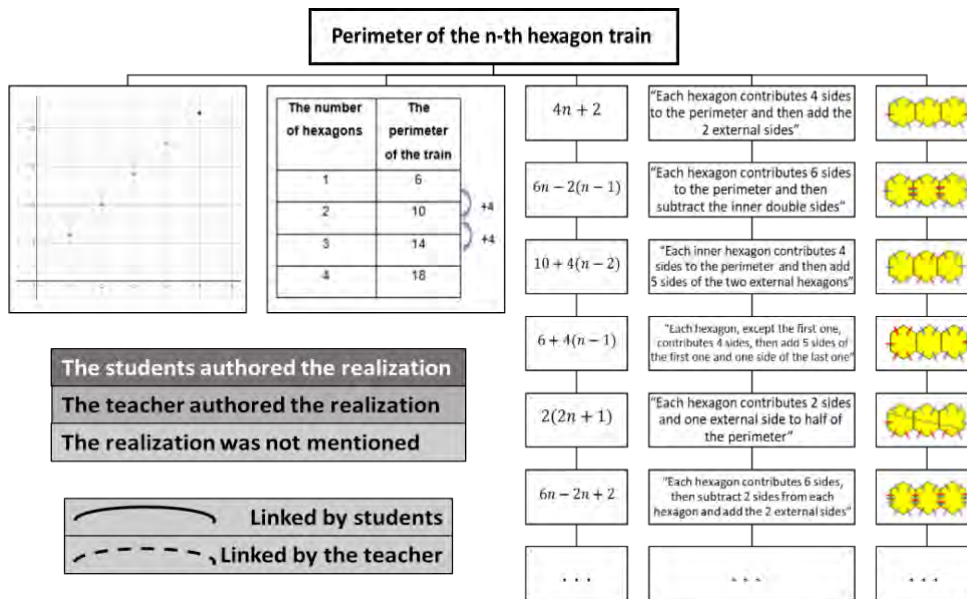 Perimeter of the n-th hexagon train
The number
of hexagons
The
perimeter
of the train
1
6
2
10
3
14
4
18
+4
+4
4n + 2
"Each hexagon contributes 4 sides
to the perimeter and then add the
2 external sides"
6n − 2(n − 1)
"Each hexagon contributes 6 sides
to the perimeter and then
subtract the inner double sides"
10 + 4(n − 2)
"Each inner hexagon contributes 4
sides to the perimeter and then add
5 sides of the two external hexagons"
6 + 4(n − 1)
"Each hexagon, except the first one,
contributes 4 sides, then add 5 sides of
the first one and one side of the last one"
2(2n + 1)
"Each hexagon contributes 2 sides
and one external side to half of
the perimeter"
6n − 2n + 2
"Each hexagon contributes 6 sides,
then subtract 2 sides from each
hexagon and add the 2 external sides"
. . .
. . .
. . .
The students authored the realization
The teacher authored the realization
The realization was not mentioned
Linked by students
Linked by the teacher